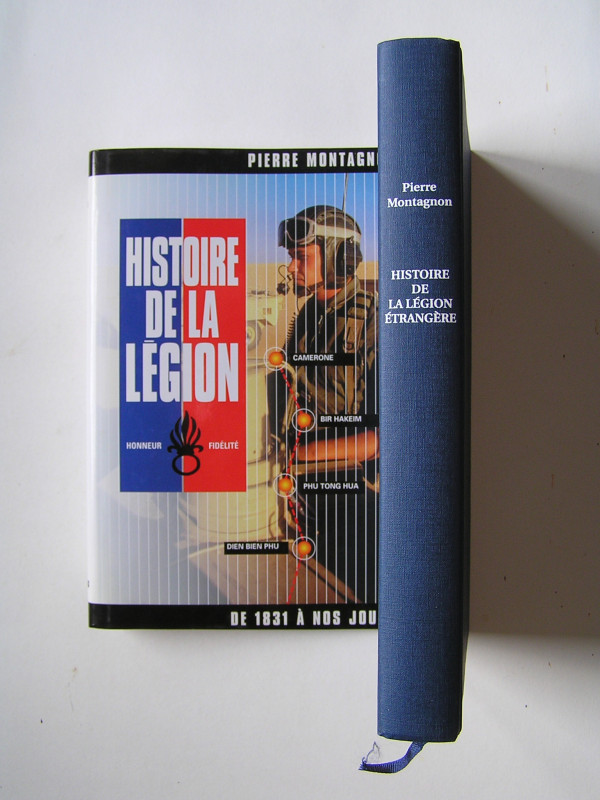 PIERRE MONTAGN
HISTOIRE
DE LA
LÉGION
HONNEUR FIDÉLITÉ
CAMERONE
BIR HAKEIM
PHU TONG HUA
DIEN BIEN PHU
DE 1831 À NOS JOU
Pierre
Montagnon
HISTOIRE
DE
LA LÉGION
ÉTRANGÈRE